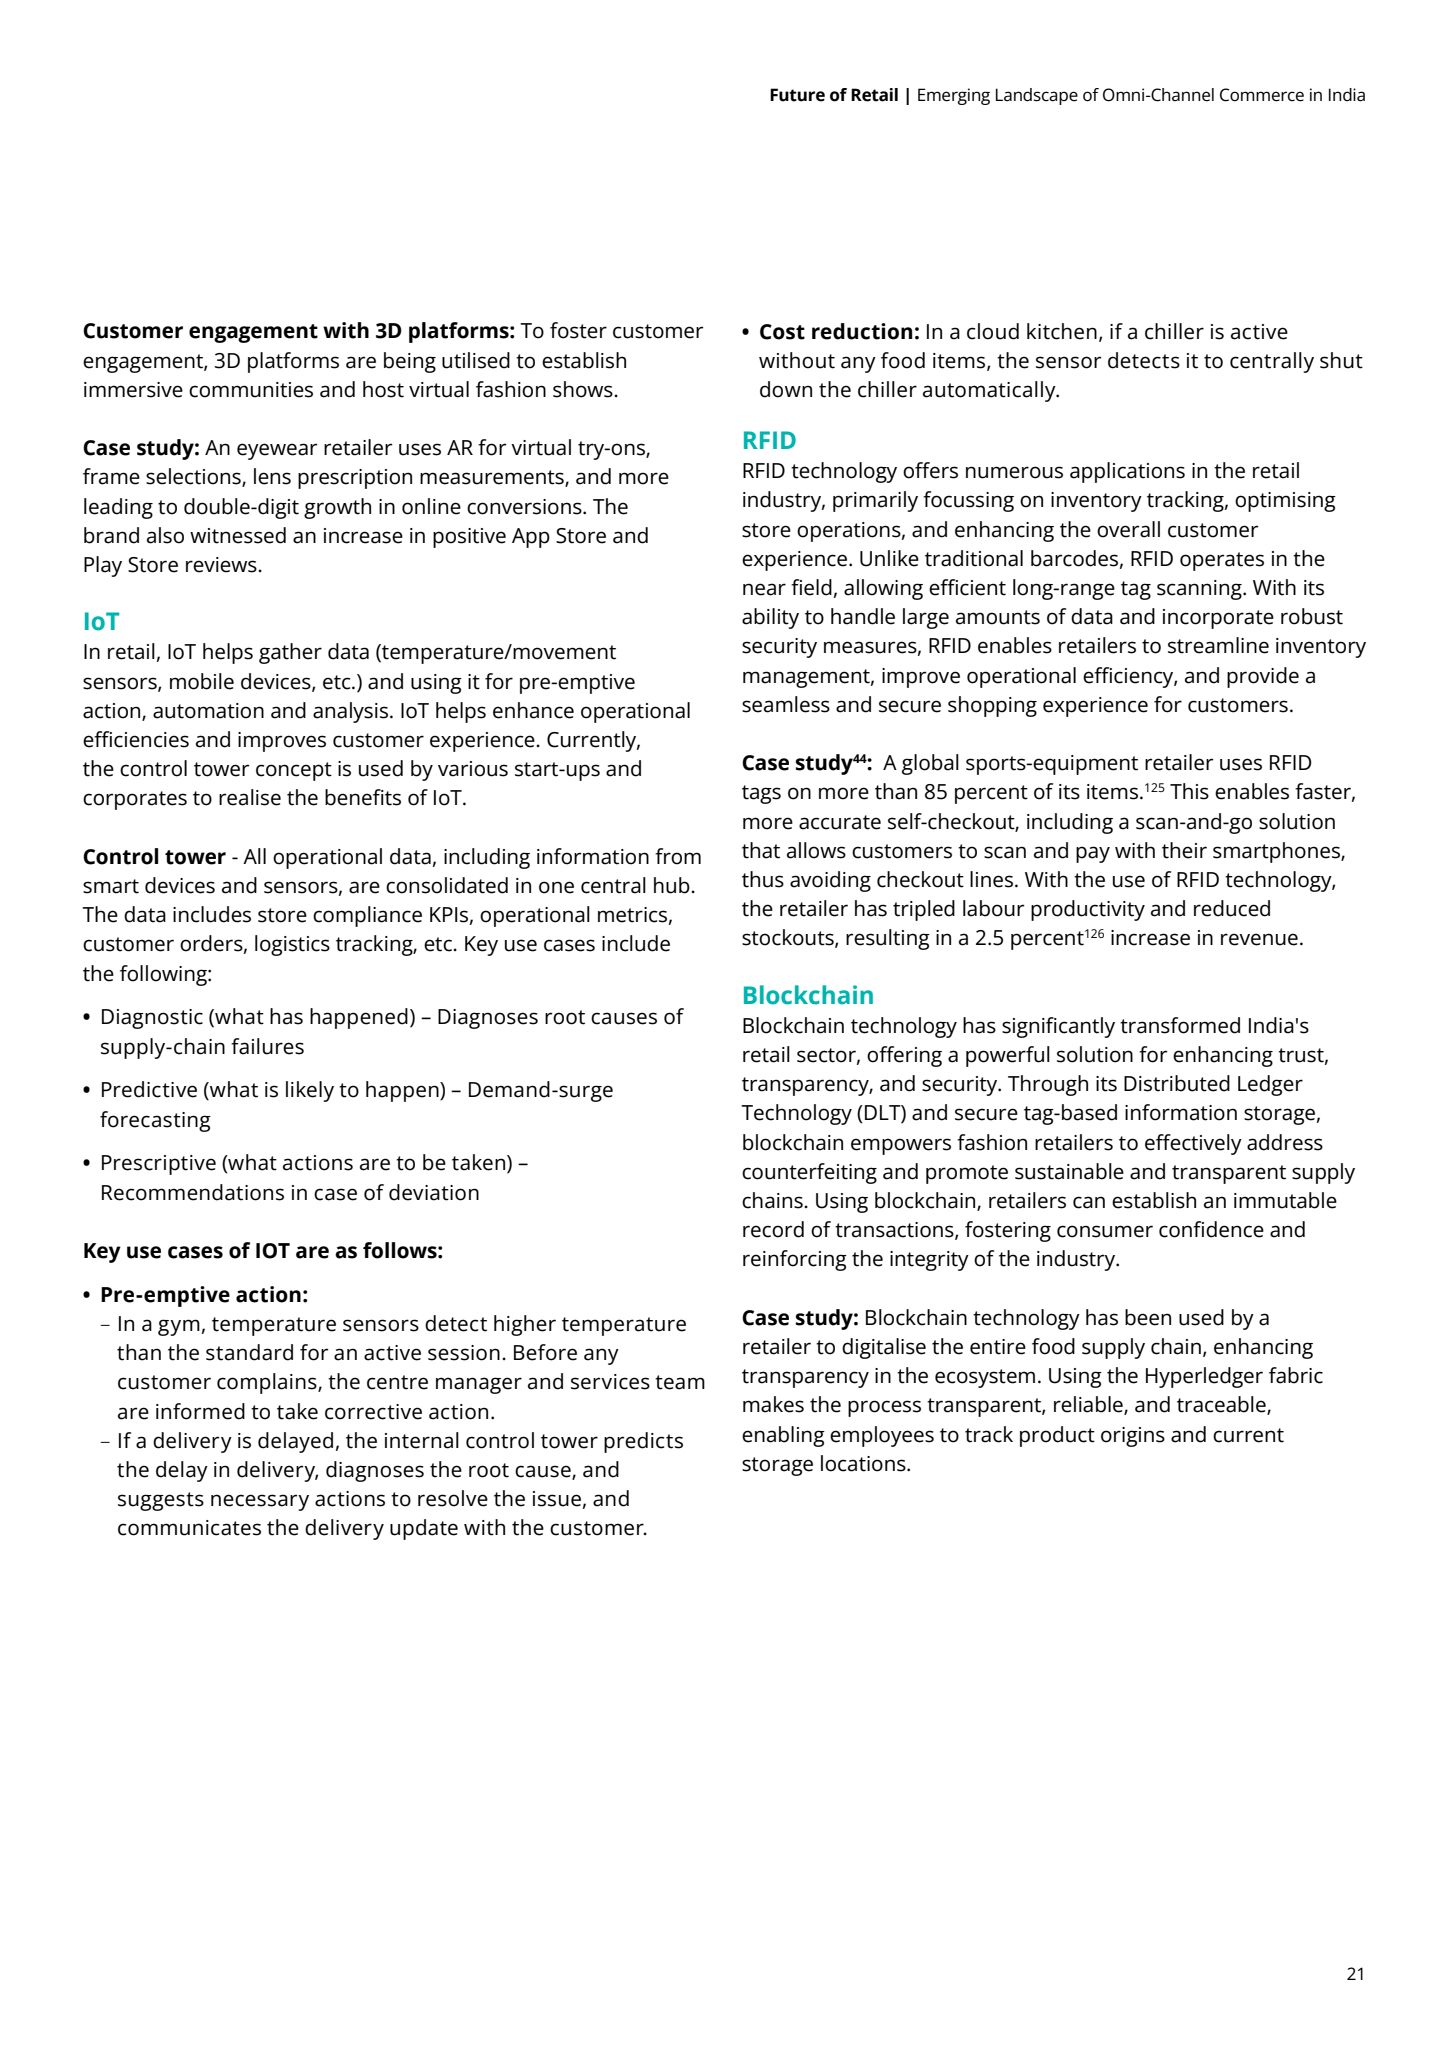 Future of Retail | Emerging Landscape of Omni-Channel Commerce in India
Customer engagement with 3D platforms: To foster customer
engagement, 3D platforms are being utilised to establish
immersive communities and host virtual fashion shows.
Case study: An eyewear retailer uses AR for virtual try-ons,
frame selections, lens prescription measurements, and more
leading to double-digit growth in online conversions. The
brand also witnessed an increase in positive App Store and
Play Store reviews.
IoT
In retail, IoT helps gather data (temperature/movement
sensors, mobile devices, etc.) and using it for pre-emptive
action, automation and analysis. IoT helps enhance operational
efficiencies and improves customer experience. Currently,
the control tower concept is used by various start-ups and
corporates to realise the benefits of IoT.
Control tower - All operational data, including information from
smart devices and sensors, are consolidated in one central hub.
The data includes store compliance KPIs, operational metrics,
customer orders, logistics tracking, etc. Key use cases include
the following:
• Diagnostic (what has happened) – Diagnoses root causes of
supply-chain failures
• Predictive (what is likely to happen) – Demand-surge
forecasting
• Prescriptive (what actions are to be taken) –
Recommendations in case of deviation
Key use cases of IOT are as follows:
• Pre-emptive action:
– In a gym, temperature sensors detect higher temperature
than the standard for an active session. Before any
customer complains, the centre manager and services team
are informed to take corrective action.
– If a delivery is delayed, the internal control tower predicts
the delay in delivery, diagnoses the root cause, and
suggests necessary actions to resolve the issue, and
communicates the delivery update with the customer.
• Cost reduction: In a cloud kitchen, if a chiller is active
without any food items, the sensor detects it to centrally shut
down the chiller automatically.
RFID
RFID technology offers numerous applications in the retail
industry, primarily focussing on inventory tracking, optimising
store operations, and enhancing the overall customer
experience. Unlike traditional barcodes, RFID operates in the
near field, allowing efficient long-range tag scanning. With its
ability to handle large amounts of data and incorporate robust
security measures, RFID enables retailers to streamline inventory
management, improve operational efficiency, and provide a
seamless and secure shopping experience for customers.
Case study⁴⁴: A global sports-equipment retailer uses RFID
tags on more than 85 percent of its items.¹²⁵ This enables faster,
more accurate self-checkout, including a scan-and-go solution
that allows customers to scan and pay with their smartphones,
thus avoiding checkout lines. With the use of RFID technology,
the retailer has tripled labour productivity and reduced
stockouts, resulting in a 2.5 percent¹²⁶ increase in revenue.
Blockchain
Blockchain technology has significantly transformed India's
retail sector, offering a powerful solution for enhancing trust,
transparency, and security. Through its Distributed Ledger
Technology (DLT) and secure tag-based information storage,
blockchain empowers fashion retailers to effectively address
counterfeiting and promote sustainable and transparent supply
chains. Using blockchain, retailers can establish an immutable
record of transactions, fostering consumer confidence and
reinforcing the integrity of the industry.
Case study: Blockchain technology has been used by a
retailer to digitalise the entire food supply chain, enhancing
transparency in the ecosystem. Using the Hyperledger fabric
makes the process transparent, reliable, and traceable,
enabling employees to track product origins and current
storage locations.
21